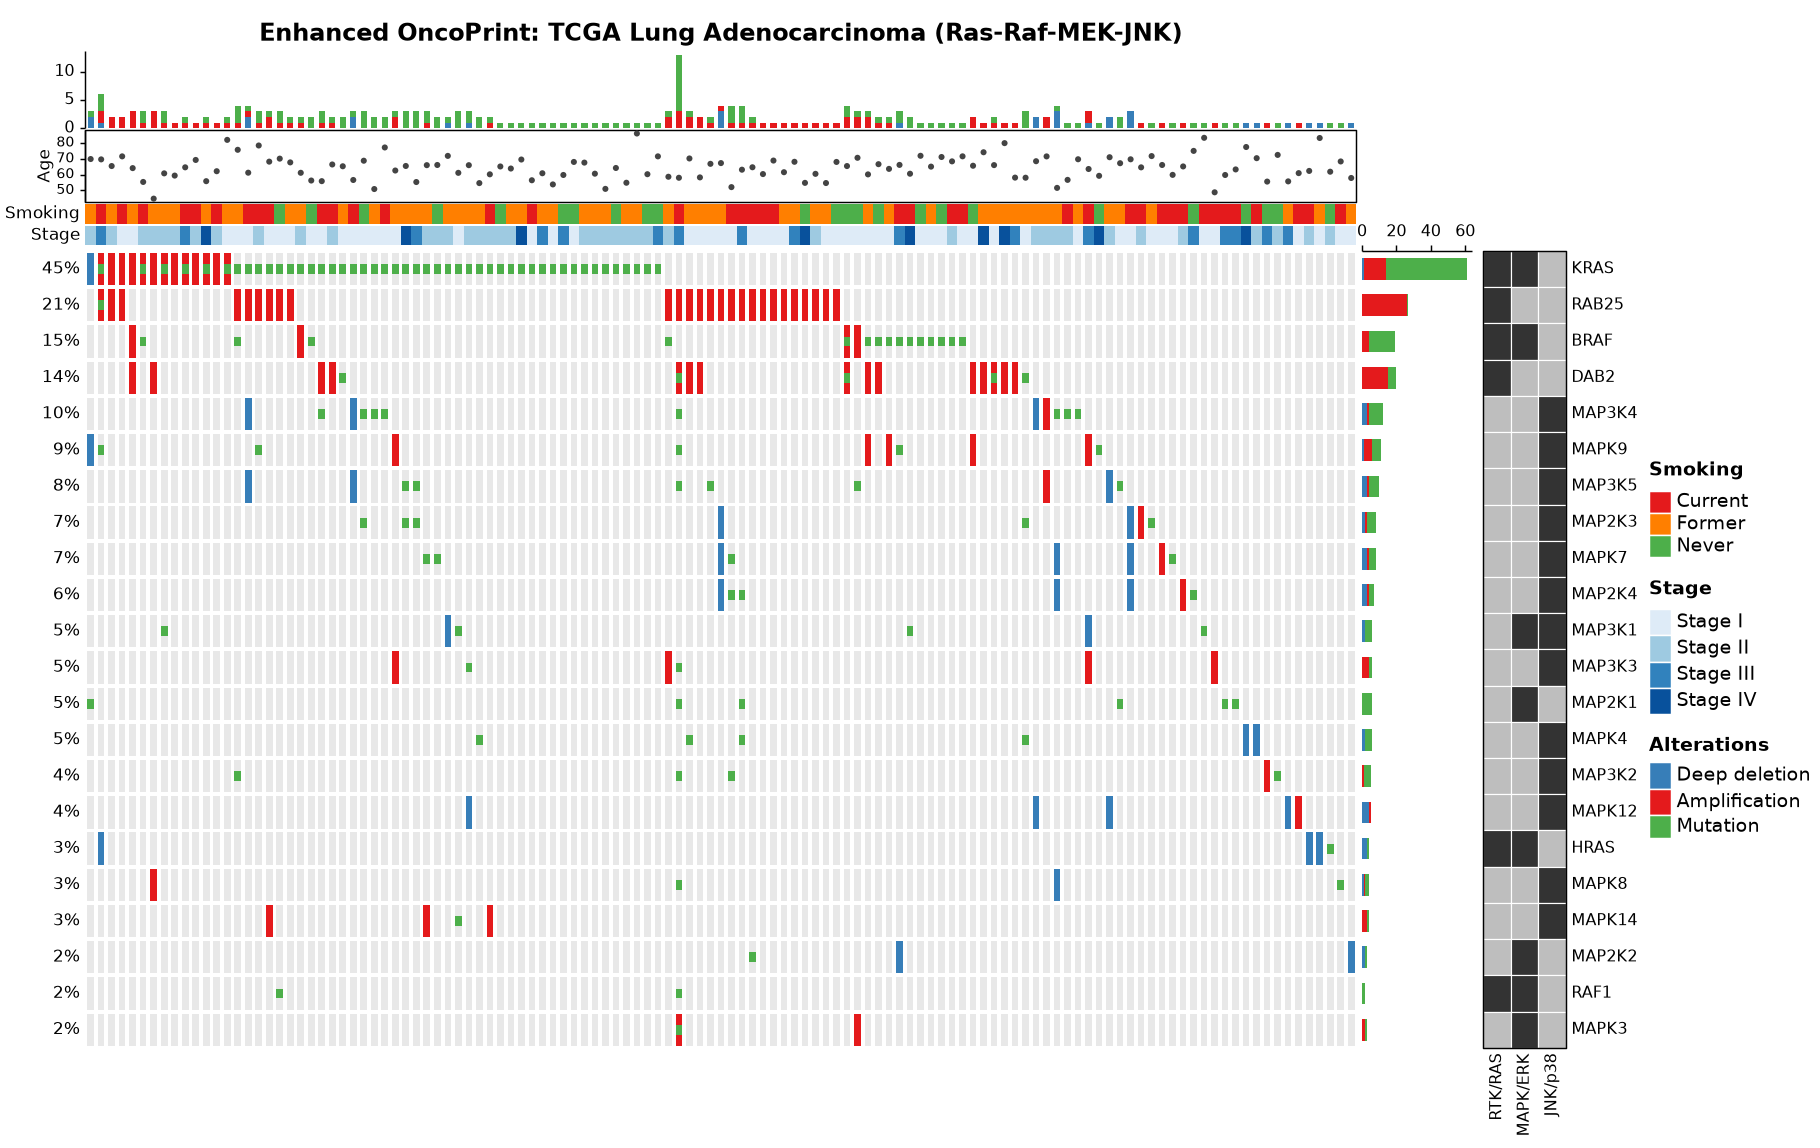 Enhanced OncoPrint: TCGA Lung Adenocarcinoma (Ras-Raf-MEK-JNK)
10
5
0
Age
80
70
60
50
Smoking
Stage
0 20 40 60
45% KRAS
21% RAB25
15% BRAF
14% DAB2
10% MAP3K4
9% MAPK9
8% MAP3K5
7% MAP2K3
7% MAPK7
6% MAP2K4
5% MAP3K1
5% MAP3K3
5% MAP2K1
5% MAPK4
4% MAP3K2
4% MAPK12
3% HRAS
3% MAPK8
3% MAPK14
2% MAP2K2
2% RAF1
2% MAPK3
RTK/RAS
MAPK/ERK
JNK/p38
Smoking
Current
Former
Never
Stage
Stage I
Stage II
Stage III
Stage IV
Alterations
Deep deletion
Amplification
Mutation